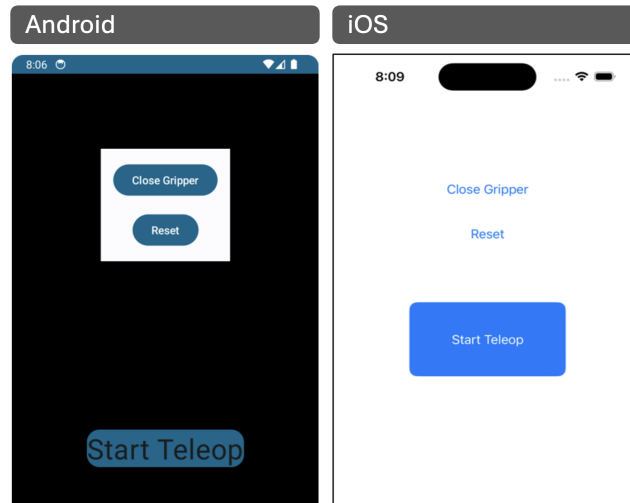 Android
8:06
Close Gripper
Reset
Start Teleop
iOS
8:09
Close Gripper
Reset
Start Teleop